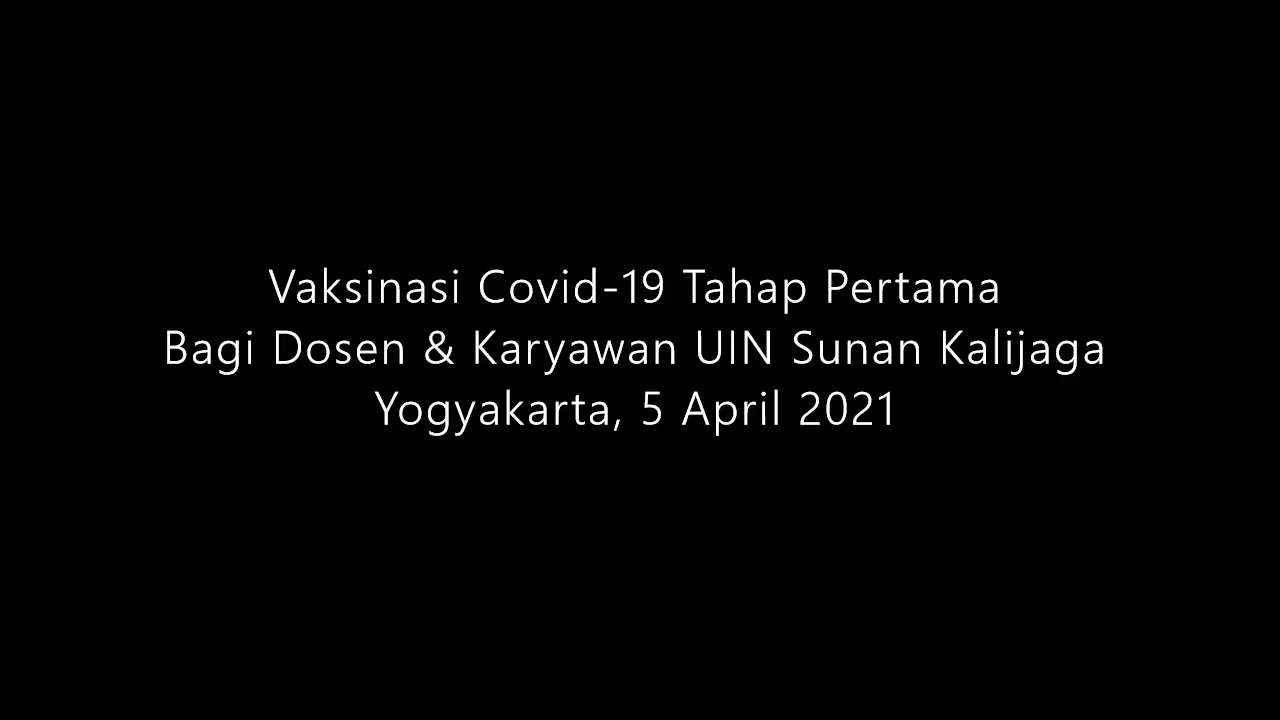 Vaksinasi Covid-19 Tahap Pertama
Bagi Dosen & Karyawan UIN Sunan Kalijaga
Yogyakarta, 5 April 2021